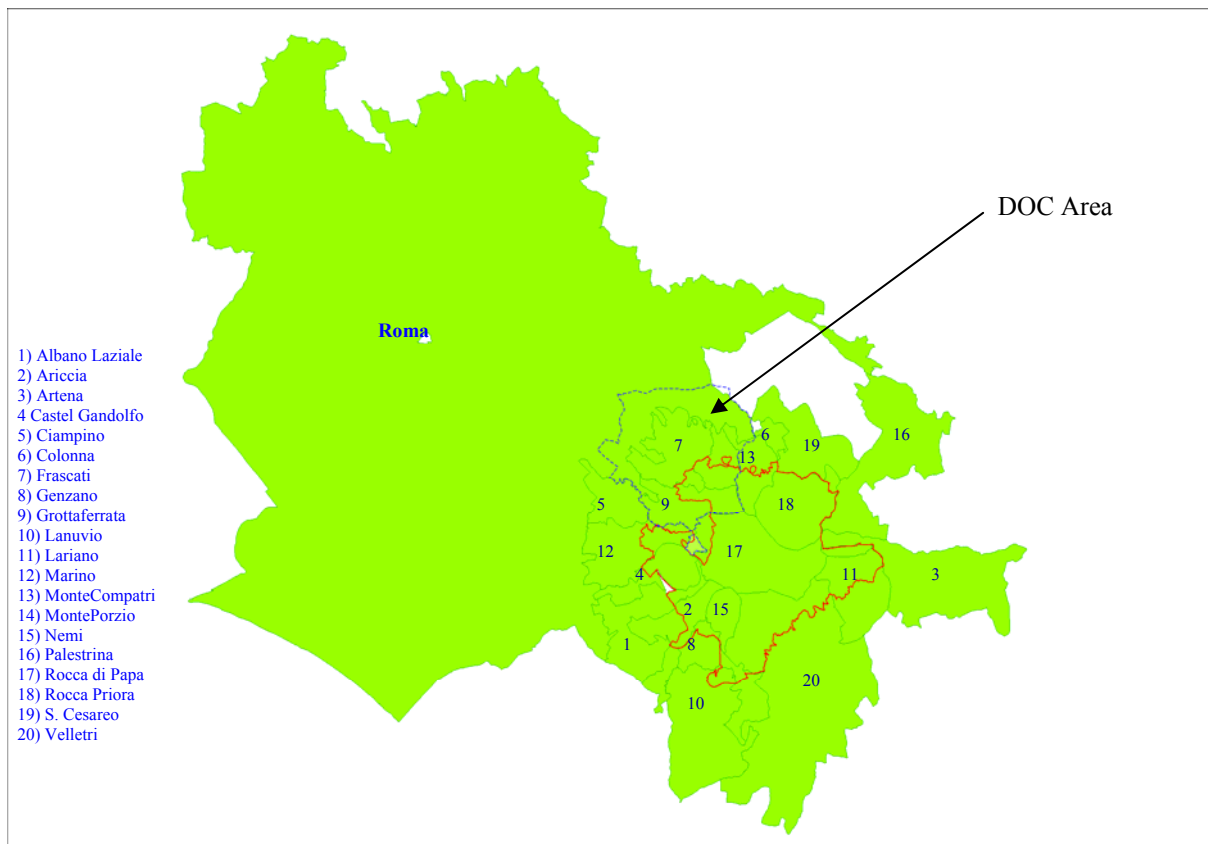 DOC Area
Roma
1) Albano Laziale
2) Ariccia
3) Artena
4 Castel Gandolfo
5) Ciampino
6) Colonna
7) Frascati
8) Genzano
9) Grottaferrata
10) Lanuvio
11) Lariano
12) Marino
13) MonteCompatri
14) MontePorzio
15) Nemi
16) Palestrina
17) Rocca di Papa
18) Rocca Priora
19) S. Cesareo
20) Velletri
6
7
19
16
13
18
9
5
12
17
4
11
3
2
15
1
8
20
10